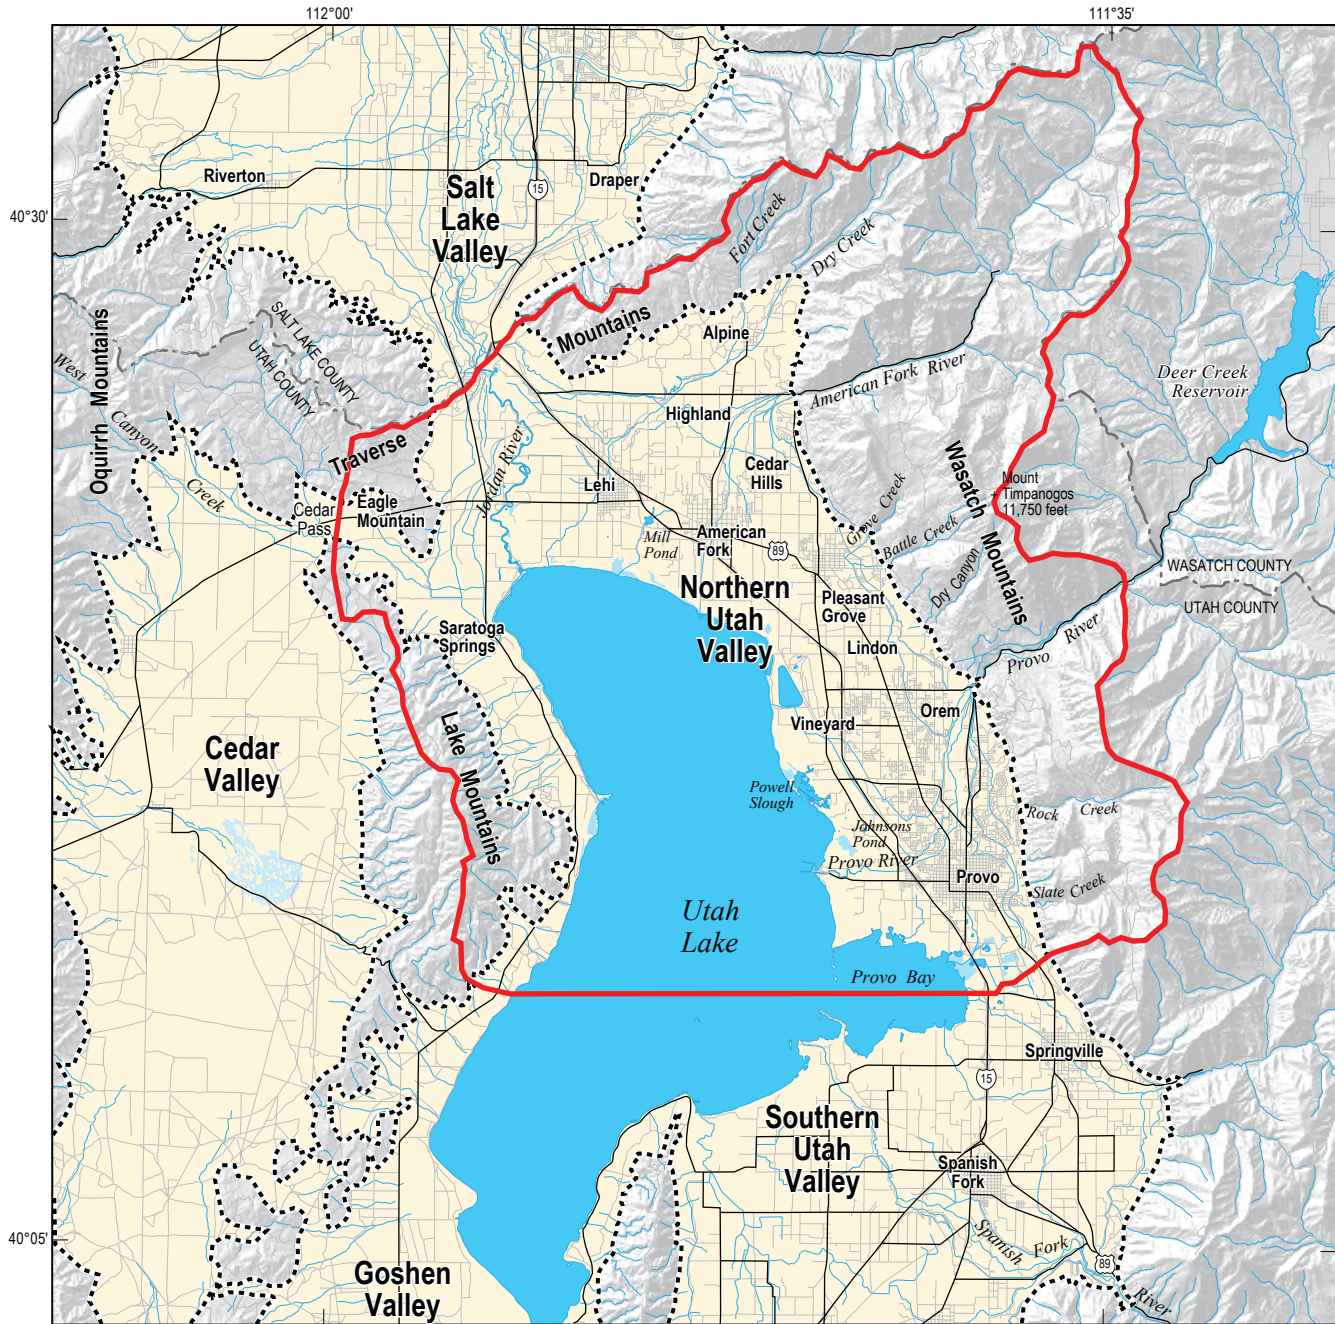 112°00'
111°35'
Riverton
Salt
Lake
Valley
15
Draper
40°30'
Fort Creek
Dry Creek
SALT LAKE COUNTY
UTAH COUNTY
Oquirrh Mountains
West
Canyon
Creek
Mountains
Alpine
American Fork River
Deer Creek
Reservoir
Highland
Traverse
Jordan River
Cedar
Hills
Lehi
Cedar
Pass
Eagle
Mountain
Wasatch Mountains
Mount
Timpanogos
11,750 feet
Grove Creek
Battle Creek
Dry Canyon
Mill
Pond
American
Fork
89
WASATCH COUNTY
UTAH COUNTY
Northern
Utah
Valley
Pleasant
Grove
Saratoga
Springs
Lindon
Provo River
Lake Mountains
Orem
Vineyard
Cedar
Valley
Powell
Slough
Rock Creek
Johnsons
Pond
Provo River
Provo
Slate Creek
Utah
Lake
Provo Bay
Springville
15
Southern
Utah
Valley
Spanish
Fork
Spanish Fork
River
89
40°05'
Goshen
Valley